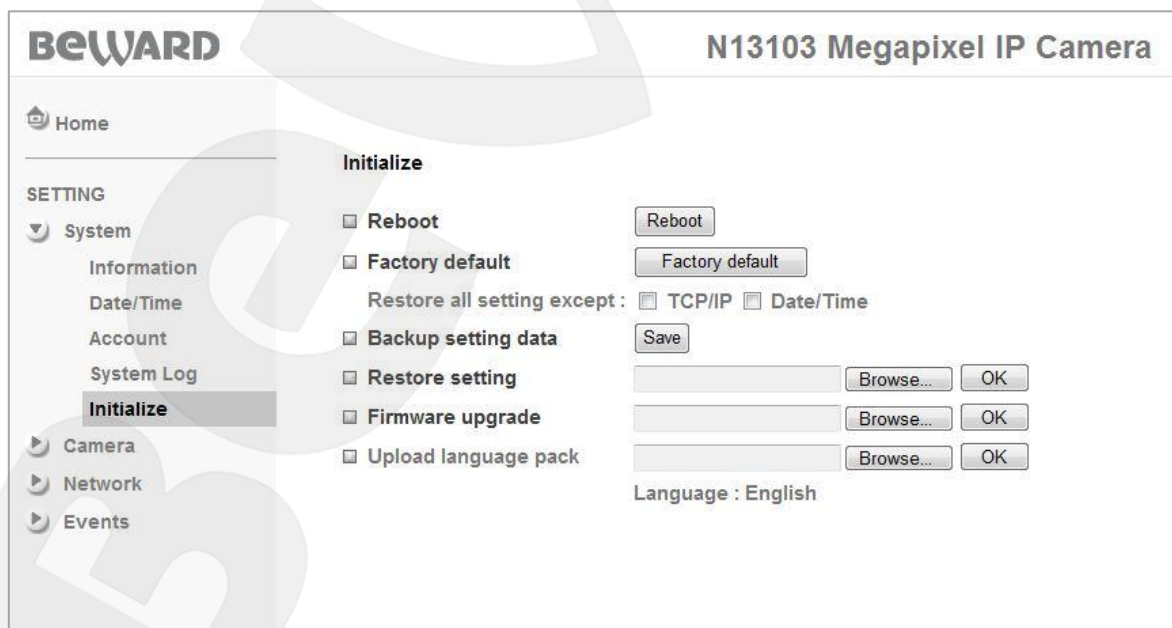 BEWARD
N13103 Megapixel IP Camera
Home
SETTING
System
Information
Date/Time
Account
System Log
Initialize
Camera
Network
Events
Initialize
Reboot Reboot
Factory default Factory default
Restore all setting except : TCP/IP Date/Time
Backup setting data Save
Restore setting Browse... OK
Firmware upgrade Browse... OK
Upload language pack Browse... OK
Language : English